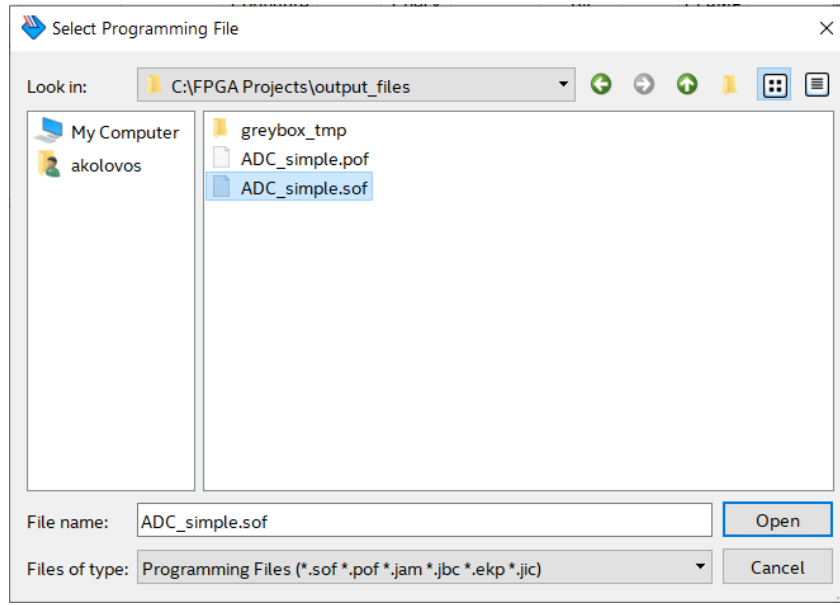 Select Programming File
Look in: C:\FPGA Projects\output_files
My Computer
akolovos
greybox_tmp
ADC_simple.pof
ADC_simple.sof
File name: ADC_simple.sof Open
Files of type: Programming Files (*.sof *.pof *.jam *.jbc *.ekp *.jic) Cancel